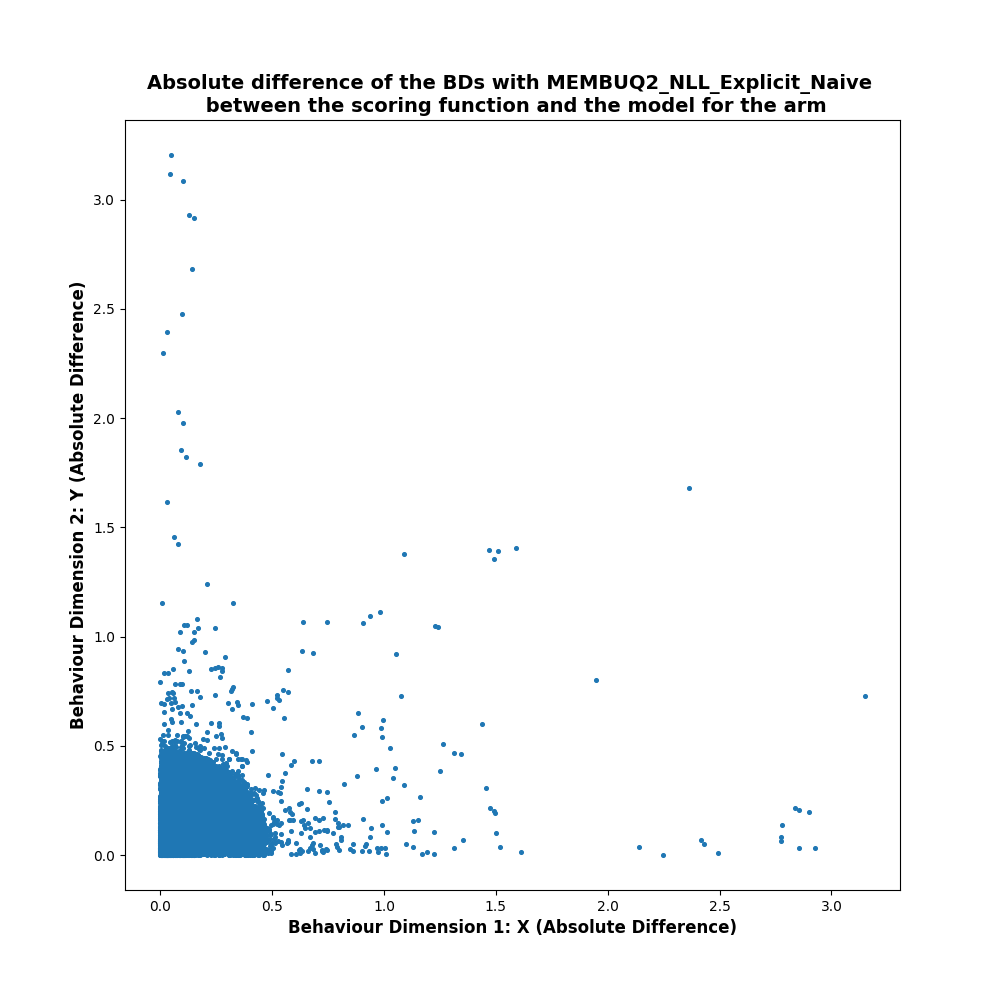 Absolute difference of the BDs with MEMBUQ2_NLL_Explicit_Naive
between the scoring function and the model for the arm
Behaviour Dimension 2: Y (Absolute Difference)
3.0
2.5
2.0
1.5
1.0
0.5
0.0
0.0 0.5 1.0 1.5 2.0 2.5 3.0
Behaviour Dimension 1: X (Absolute Difference)